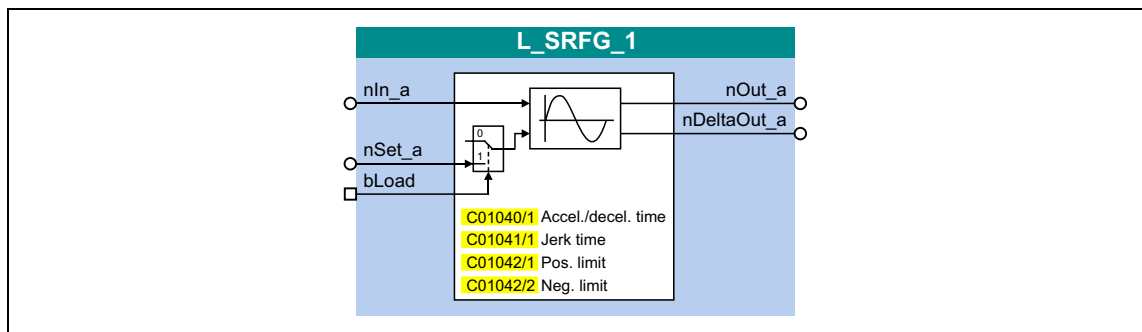 L_SRFG_1
nIn_a
nOut_a
nDeltaOut_a
0
nSet_a
1
bLoad
C01040/1 Accel./decel. time
C01041/1 Jerk time
C01042/1 Pos. limit
C01042/2 Neg. limit